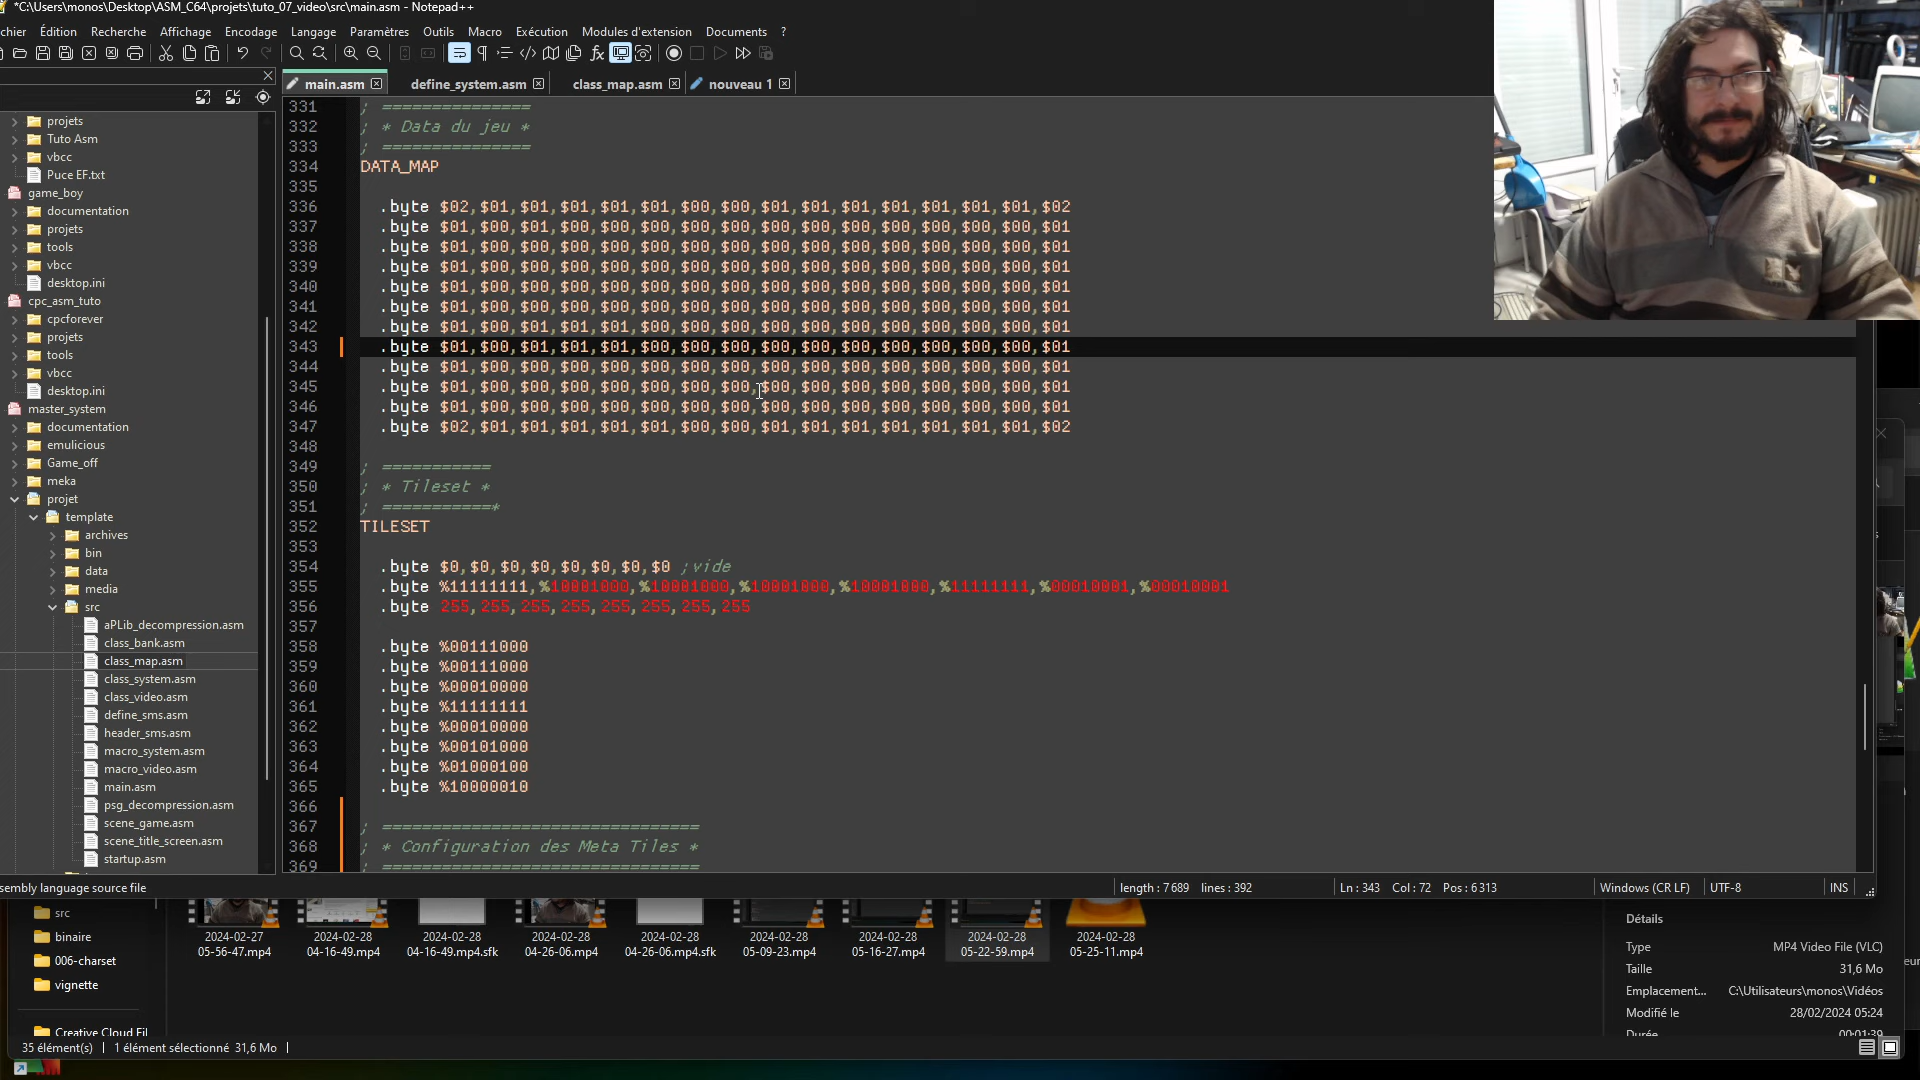 *C:\Users\monos\Desktop\ASM_C64\projets\tuto_07_video\src\main.asm - Notepad++
chier Édition Recherche Affichage Encodage Langage Paramètres Outils Macro Exécution Modules d'extension Documents ?
main.asm define_system.asm class_map.asm nouveau 1
projets
Tuto Asm
vbcc
Puce EF.txt
game_boy
documentation
projets
tools
vbcc
desktop.ini
cpc_asm_tuto
cpcforever
projets
tools
vbcc
desktop.ini
master_system
documentation
emulicious
Game_off
meka
projet
template
archives
bin
data
media
src
aPLib_decompression.asm
class_bank.asm
class_map.asm
class_system.asm
class_video.asm
define_sms.asm
header_sms.asm
macro_system.asm
macro_video.asm
main.asm
psg_decompression.asm
scene_game.asm
scene_title_screen.asm
startup.asm
331 ; ===============
332 ; * Data du jeu *
333 ; ===============
334 DATA_MAP
335
336 .byte $02,$01,$01,$01,$01,$01,$00,$00,$01,$01,$01,$01,$01,$01,$01,$02
337 .byte $01,$00,$01,$00,$00,$00,$00,$00,$00,$00,$00,$00,$00,$00,$00,$01
338 .byte $01,$00,$00,$00,$00,$00,$00,$00,$00,$00,$00,$00,$00,$00,$00,$01
339 .byte $01,$00,$00,$00,$00,$00,$00,$00,$00,$00,$00,$00,$00,$00,$00,$01
340 .byte $01,$00,$00,$00,$00,$00,$00,$00,$00,$00,$00,$00,$00,$00,$00,$01
341 .byte $01,$00,$00,$00,$00,$00,$00,$00,$00,$00,$00,$00,$00,$00,$00,$01
342 .byte $01,$00,$01,$01,$01,$00,$00,$00,$00,$00,$00,$00,$00,$00,$00,$01
343 .byte $01,$00,$01,$01,$01,$00,$00,$00,$00,$00,$00,$00,$00,$00,$00,$01
344 .byte $01,$00,$00,$00,$00,$00,$00,$00,$00,$00,$00,$00,$00,$00,$00,$01
345 .byte $01,$00,$00,$00,$00,$00,$00,$00,$00,$00,$00,$00,$00,$00,$00,$01
346 .byte $01,$00,$00,$00,$00,$00,$00,$00,$00,$00,$00,$00,$00,$00,$00,$01
347 .byte $02,$01,$01,$01,$01,$01,$00,$00,$01,$01,$01,$01,$01,$01,$01,$02
348
349 ; ===========
350 ; * Tileset *
351 ; ===========*
352 TILESET
353
354 .byte $0,$0,$0,$0,$0,$0,$0,$0 ;vide
355 .byte %11111111,%10001000,%10001000,%10001000,%10001000,%11111111,%00010001,%00010001
356 .byte 255,255,255,255,255,255,255,255
357
358 .byte %00111000
359 .byte %00111000
360 .byte %00010000
361 .byte %11111111
362 .byte %00010000
363 .byte %00101000
364 .byte %01000100
365 .byte %10000010
366
367 ; ================================
368 ; * Configuration des Meta Tiles *
369 ; ================================
sembly language source file length : 7 689 lines : 392 Ln : 343 Col : 72 Pos : 6 313 Windows (CR LF) UTF-8 INS
src
binaire
006-charset
vignette
Creative Cloud Fil
2024-02-27 05-56-47.mp4
2024-02-28 04-16-49.mp4
2024-02-28 04-16-49.mp4.sfk
2024-02-28 04-26-06.mp4
2024-02-28 04-26-06.mp4.sfk
2024-02-28 05-09-23.mp4
2024-02-28 05-16-27.mp4
2024-02-28 05-22-59.mp4
2024-02-28 05-25-11.mp4
Détails
Type MP4 Video File (VLC)
Taille 31,6 Mo
Emplacement... C:\Utilisateurs\monos\Vidéos
Modifié le 28/02/2024 05:24
Durée 00:01:39
35 élément(s) 1 élément sélectionné 31,6 Mo